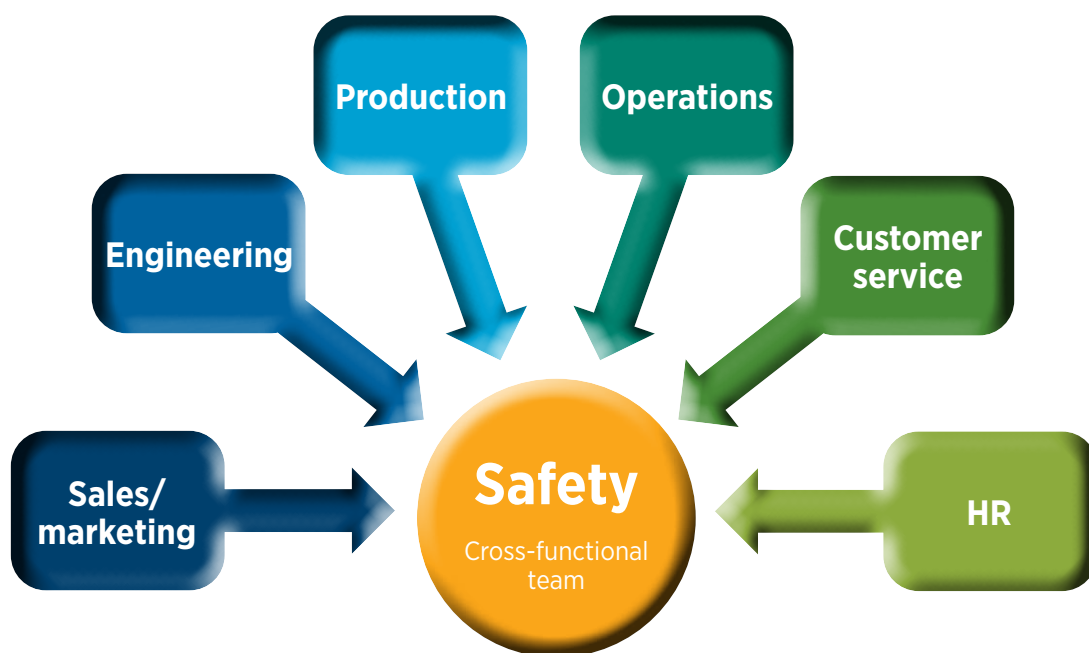 Production
Operations
Engineering
Customer
service
Sales/
marketing
Safety
Cross-functional
team
HR